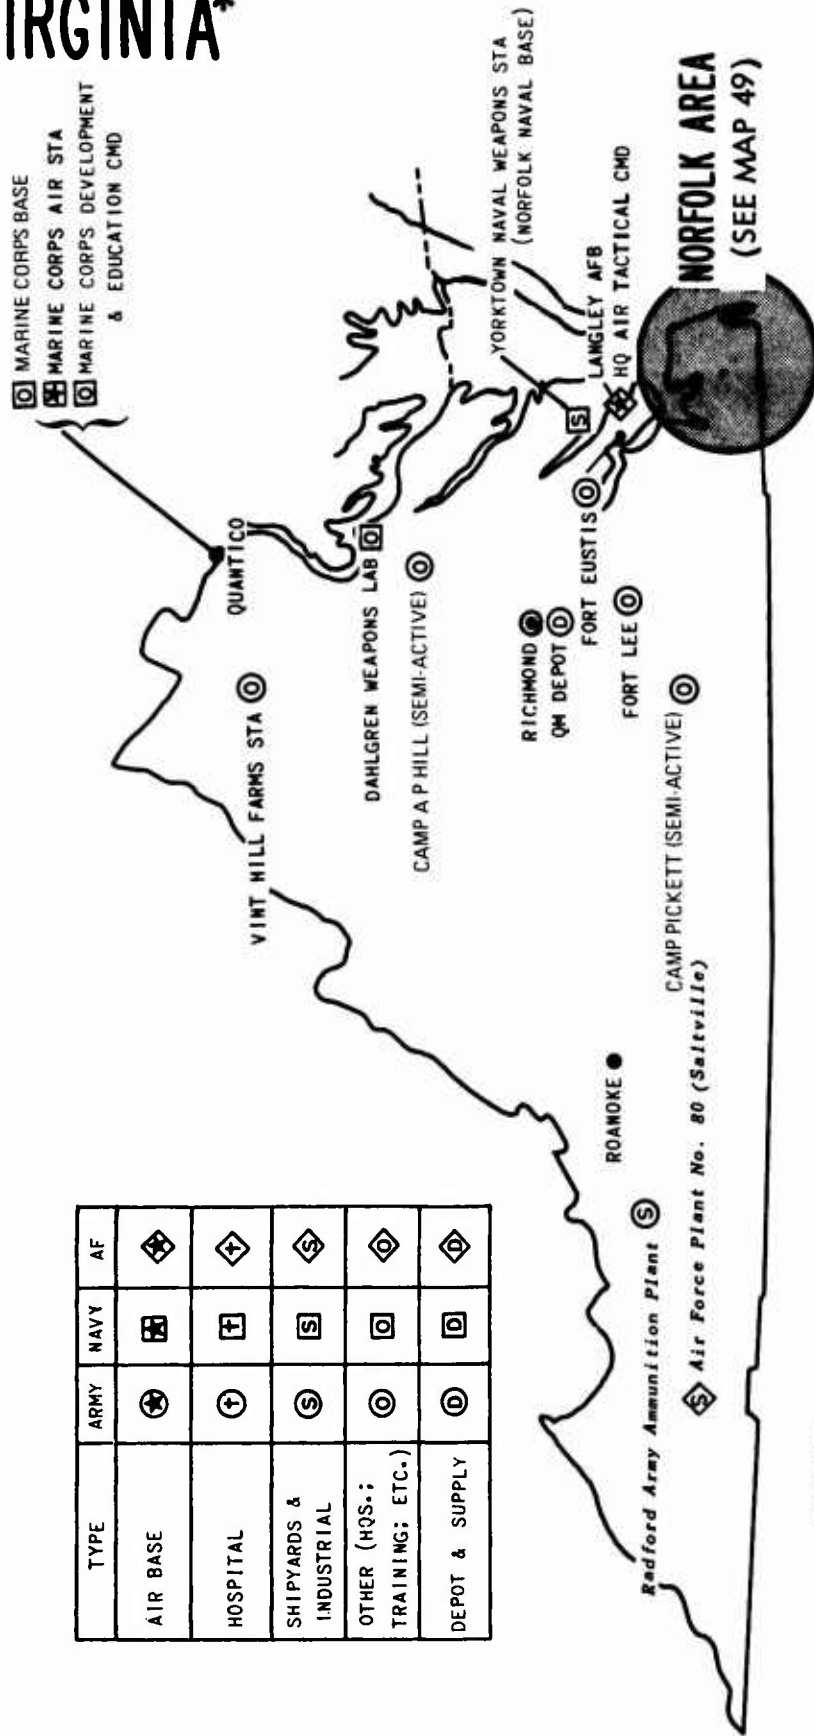 IRGINIA*
MARINE CORPS BASE
MARINE CORPS AIR STA
MARINE CORPS DEVELOPMENT
& EDUCATION CMD
QUANTICO
VINT HILL FARMS STA
DAHLGREN WEAPONS LAB
CAMP A P HILL (SEMI-ACTIVE)
YORKTOWN NAVAL WEAPONS STA
(NORFOLK NAVAL BASE)
LANGLEY AFB
HQ AIR TACTICAL CMD
NORFOLK AREA
(SEE MAP 49)
RICHMOND
QM DEPOT
FORT EUSTIS
FORT LEE
CAMP PICKETT (SEMI-ACTIVE)
ROANOKE
Radford Army Ammunition Plant
Air Force Plant No. 80 (Saltville)
TYPE ARMY NAVY AF
AIR BASE
HOSPITAL
SHIPYARDS & INDUSTRIAL S S S
OTHER (HQS.; TRAINING; ETC.) O O O
DEPOT & SUPPLY D D D